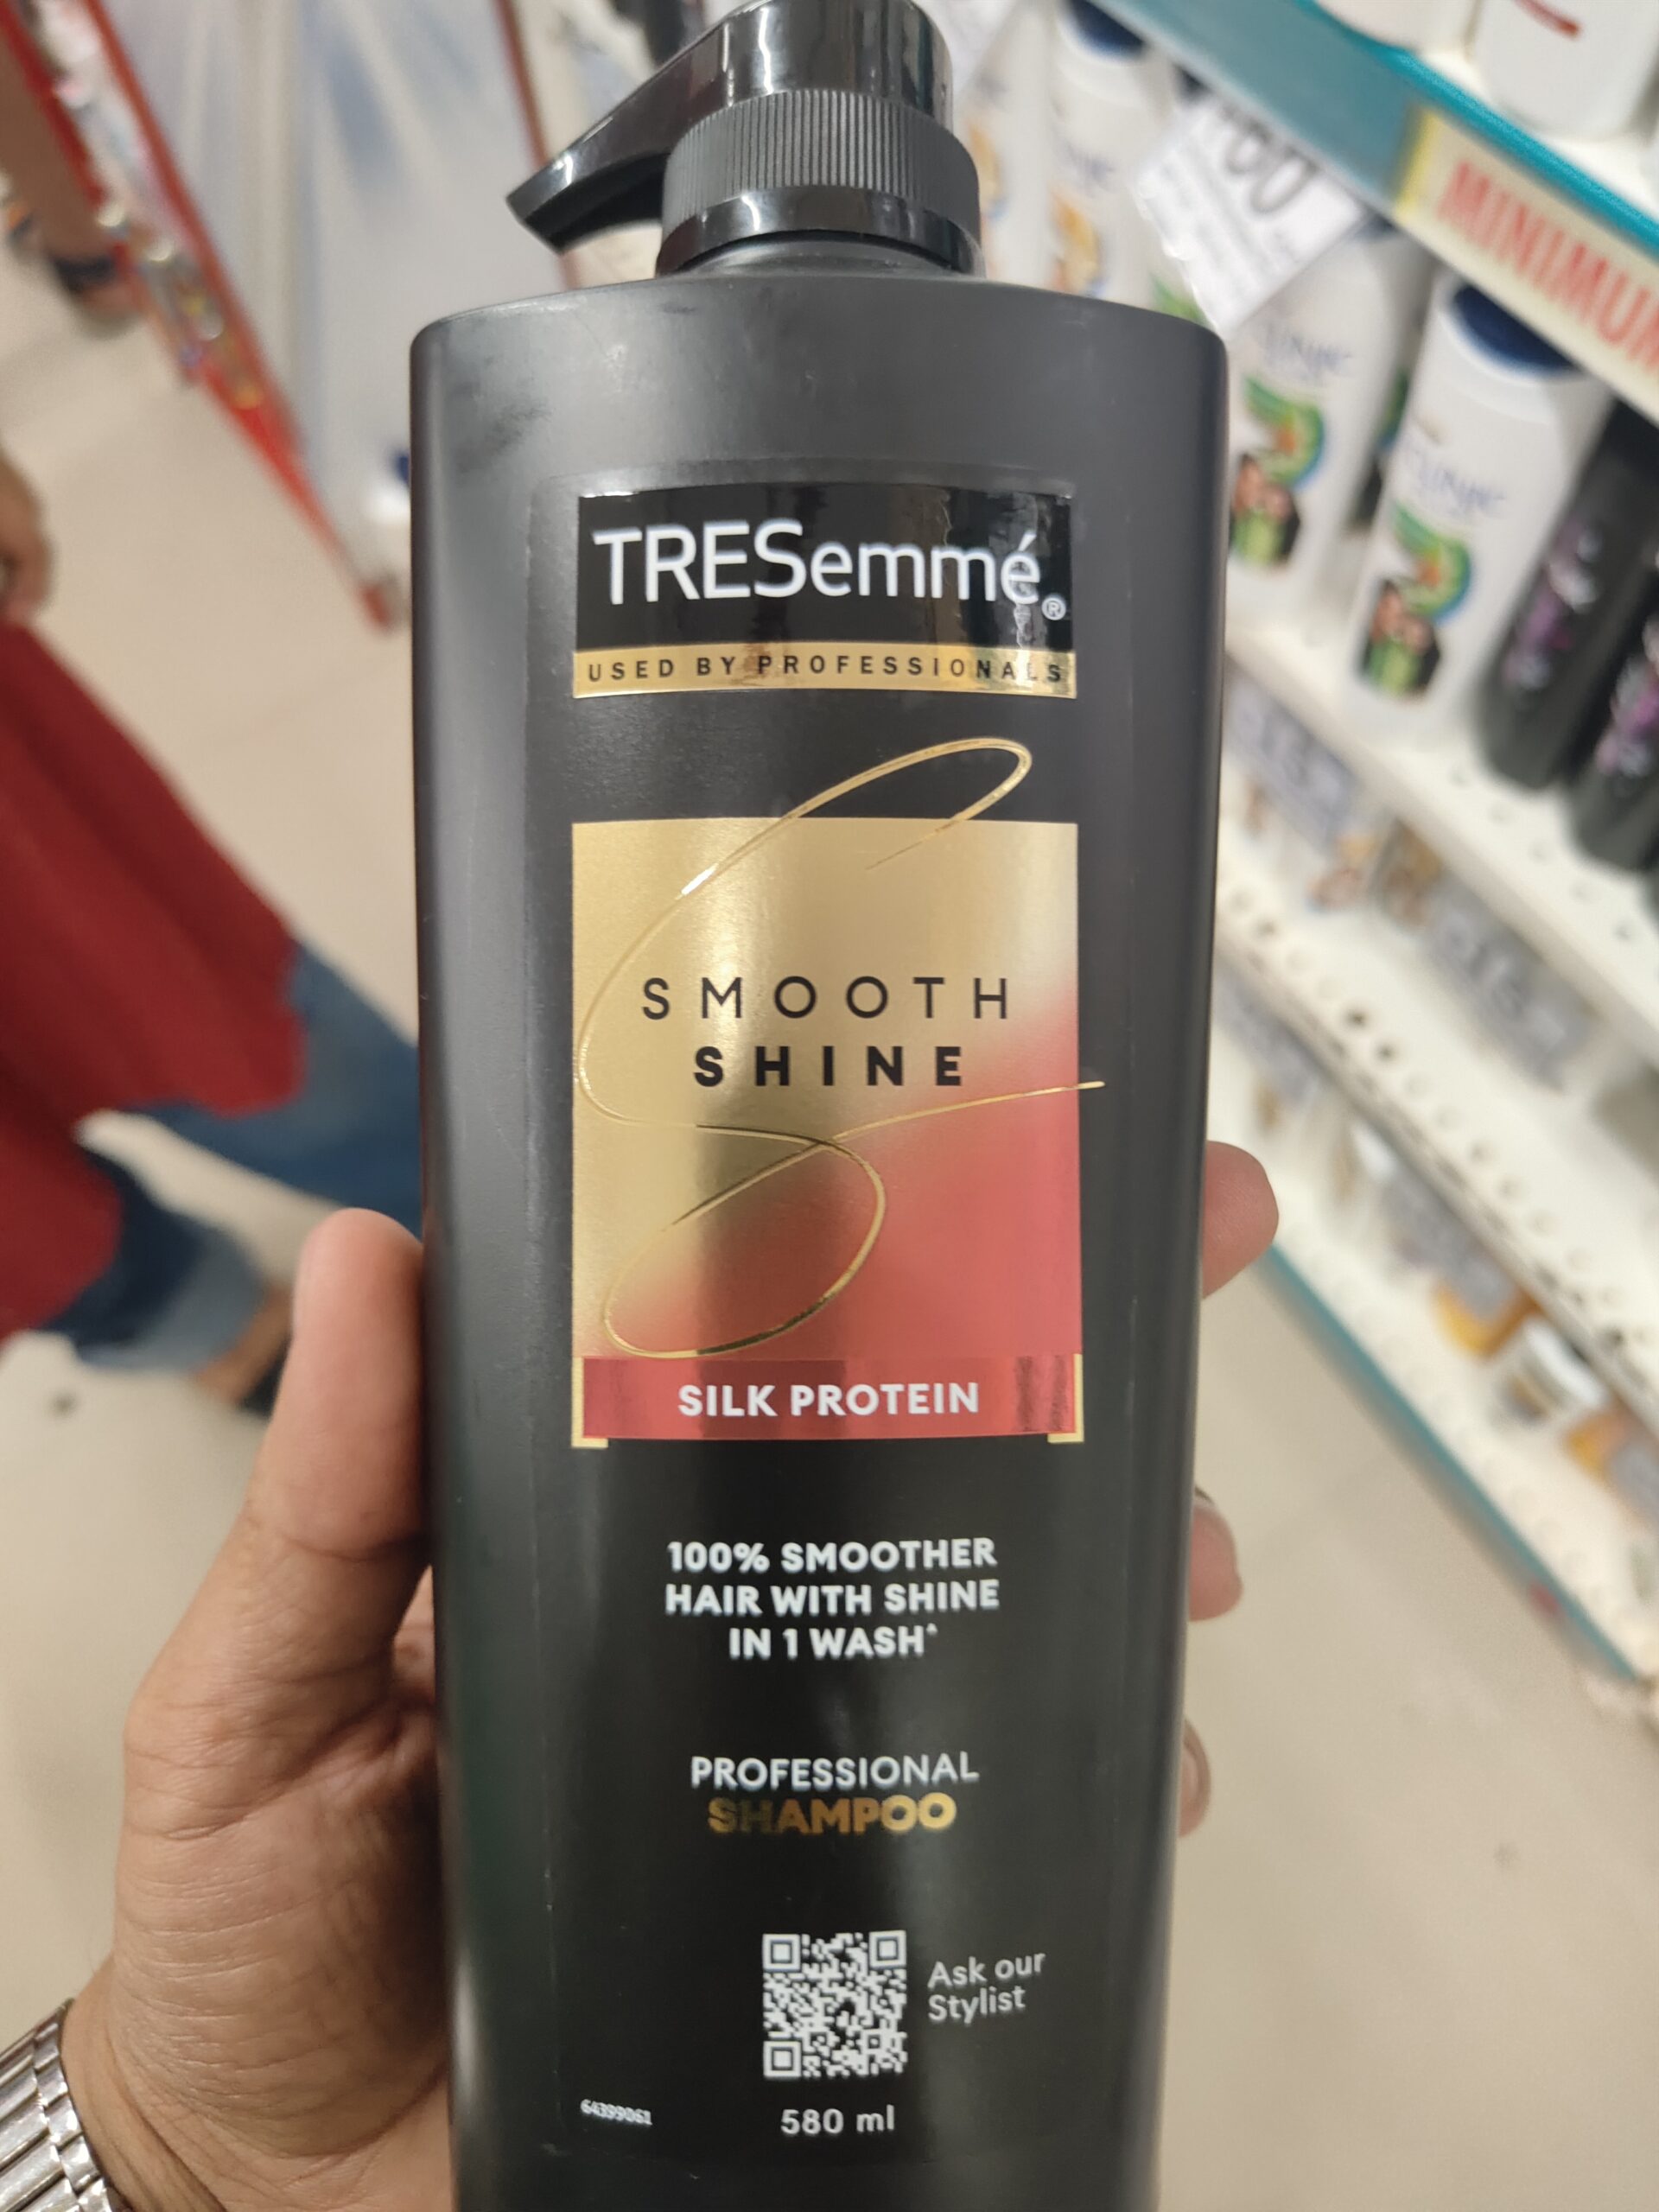 TRESemmé®
USED BY PROFESSIONALS
SMOOTH
SHINE
SILK PROTEIN
100% SMOOTHER
HAIR WITH SHINE
IN 1 WASH^
PROFESSIONAL
SHAMPOO
Ask our
Stylist
64399061
580 ml